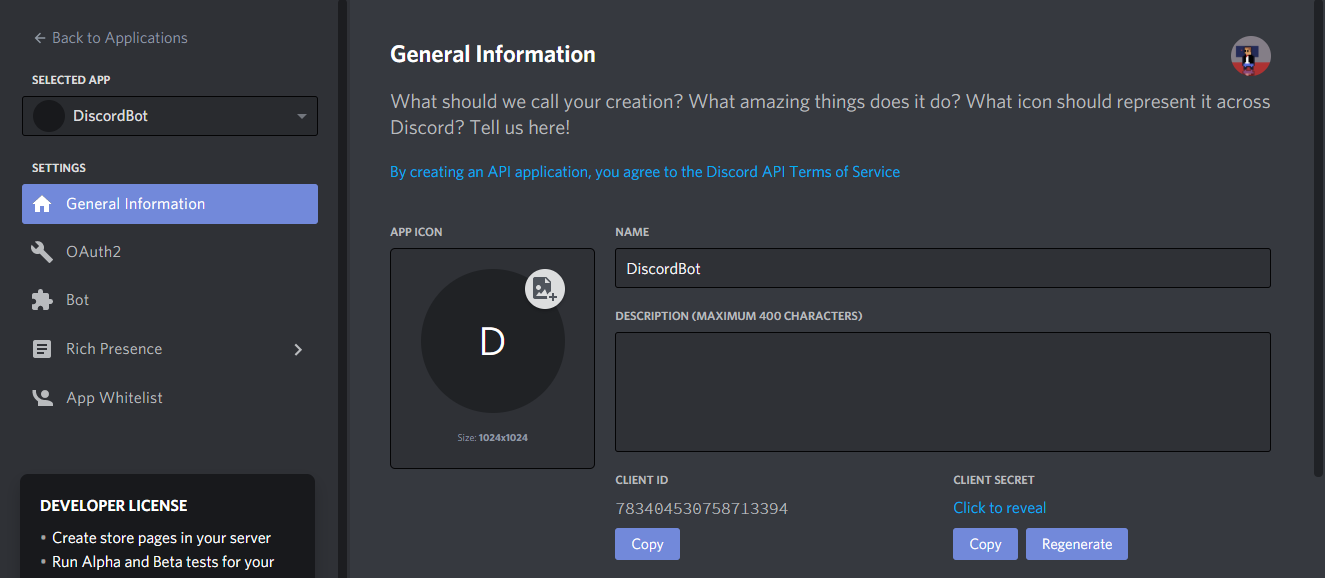 Back to Applications
SELECTED APP
DiscordBot
SETTINGS
General Information
OAuth2
Bot
Rich Presence
App Whitelist
DEVELOPER LICENSE
• Create store pages in your server
• Run Alpha and Beta tests for your
General Information
What should we call your creation? What amazing things does it do? What icon should represent it across
Discord? Tell us here!
By creating an API application, you agree to the Discord API Terms of Service
APP ICON
D
Size: 1024x1024
NAME
DiscordBot
DESCRIPTION (MAXIMUM 400 CHARACTERS)
CLIENT ID
783404530758713394
Copy
CLIENT SECRET
Click to reveal
Copy
Regenerate